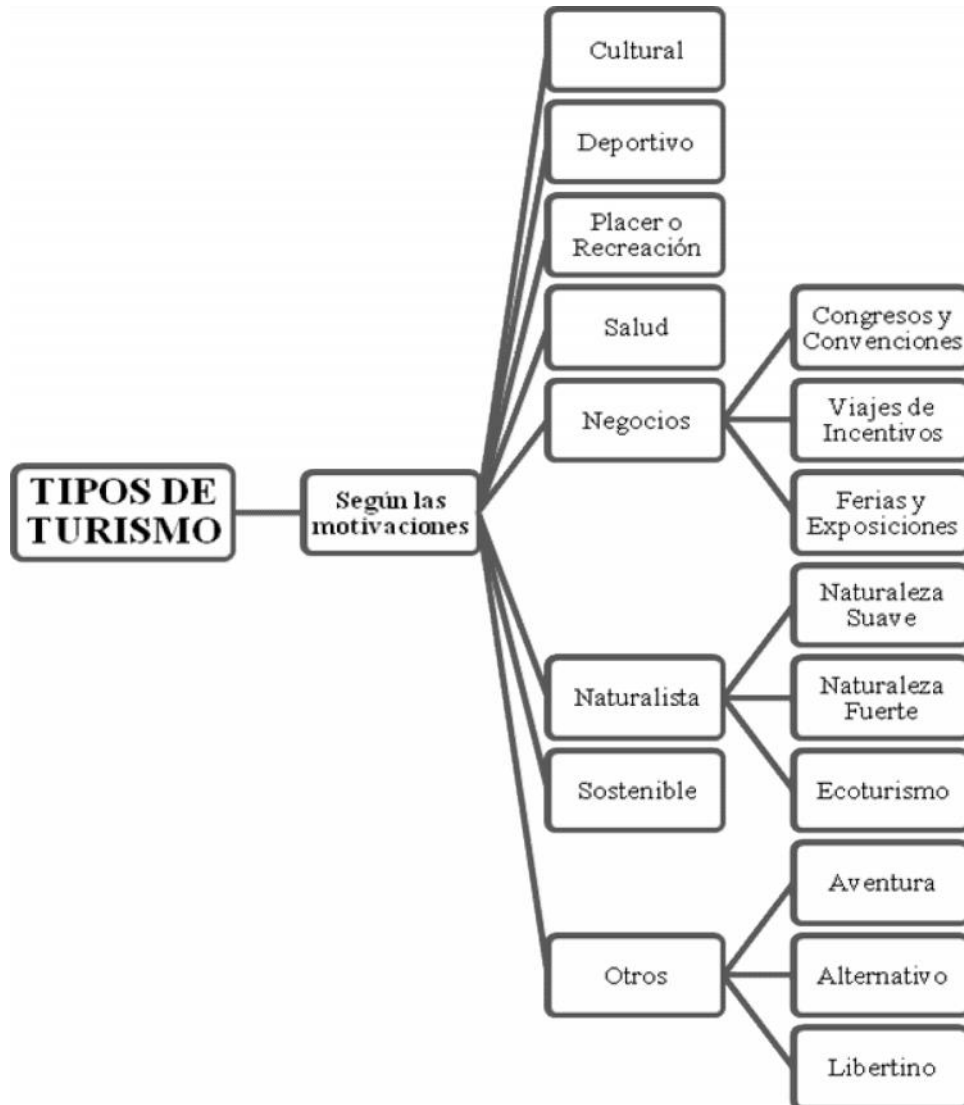 Cultural
Deportivo
Placer o
Recreación
Salud
Congresos y
Convenciones
Negocios
Viajes de
Incentivos
TIPOS DE
TURISMO
Según las
motivaciones
Ferias y
Exposiciones
Naturaleza
Suave
Naturalista
Naturaleza
Fuerte
Sostenible
Ecoturismo
Aventura
Otros
Alternativo
Libertino